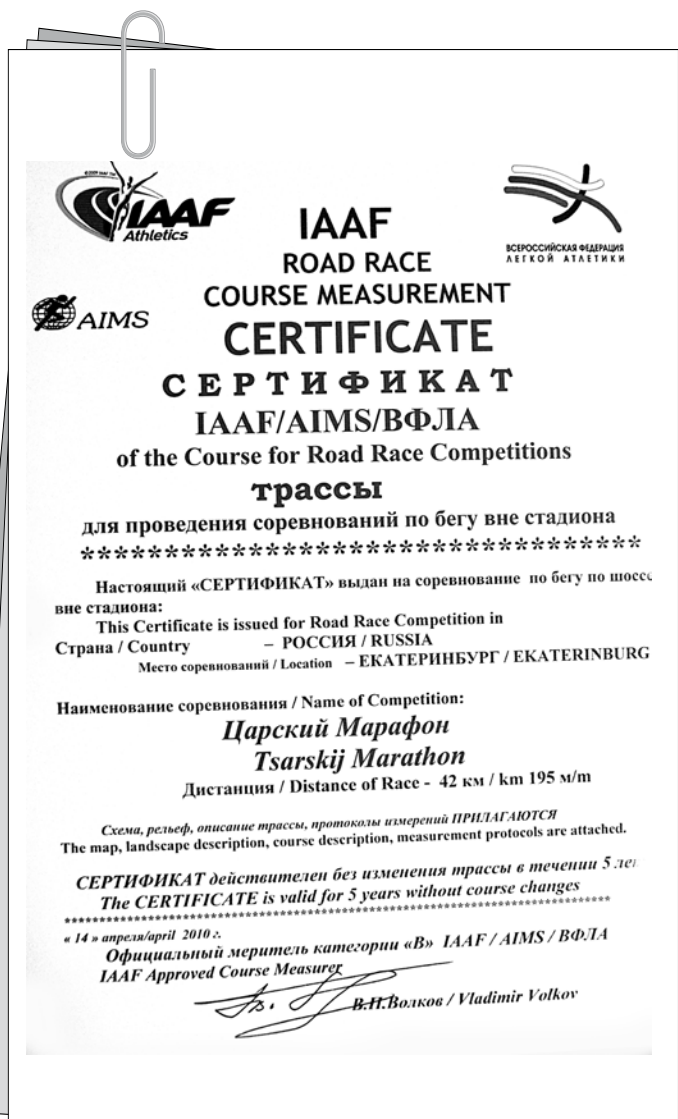 ©2009 IAAF TM
IAAF
Athletics
AIMS
ВСЕРОССИЙСКАЯ ФЕДЕРАЦИЯ
ЛЕГКОЙ АТЛЕТИКИ
IAAF
ROAD RACE
COURSE MEASUREMENT
CERTIFICATE
СЕРТИФИКАТ
IAAF/AIMS/ВФЛА
of the Course for Road Race Competitions
трассы
для проведения соревнований по бегу вне стадиона
************************************
Настоящий «СЕРТИФИКАТ» выдан на соревнование по бегу по шоссе
вне стадиона:
This Certificate is issued for Road Race Competition in
Страна / Country – РОССИЯ / RUSSIA
Место соревнований / Location – ЕКАТЕРИНБУРГ / EKATERINBURG
Наименование соревнования / Name of Competition:
Царский Марафон
Tsarskij Marathon
Дистанция / Distance of Race - 42 км / km 195 м/m
Схема, рельеф, описание трассы, протоколы измерений ПРИЛАГАЮТСЯ
The map, landscape description, course description, measurement protocols are attached.
СЕРТИФИКАТ действителен без изменения трассы в течении 5 лет
The CERTIFICATE is valid for 5 years without course changes
« 14 » апреля/april 2010 г.
Официальный меритель категории «В» IAAF / AIMS / ВФЛА
IAAF Approved Course Measurer
В.П.Волков / Vladimir Volkov